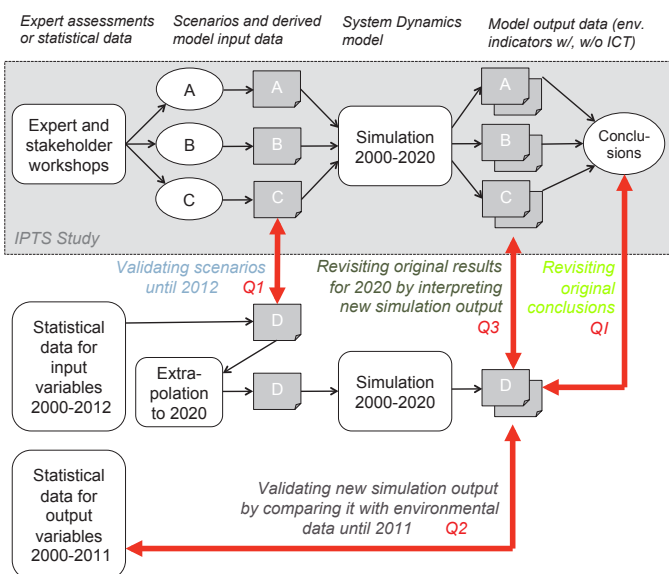 Expert assessments
or statistical data
Scenarios and derived
model input data
System Dynamics
model
Model output data (env.
indicators w/, w/o ICT)
Expert and
stakeholder
workshops
A
B
C
A
B
C
Simulation
2000-2020
A
B
C
Conclu-
sions
IPTS Study
Validating scenarios
until 2012 Q1
Revisiting original results
for 2020 by interpreting
new simulation output
Q3
Revisiting
original
conclusions
QI
Statistical
data for
input
variables
2000-2012
D
Extra-
polation
to 2020
D
Simulation
2000-2020
D
Statistical
data for
output
variables
2000-2011
Validating new simulation output
by comparing it with environmental
data until 2011 Q2